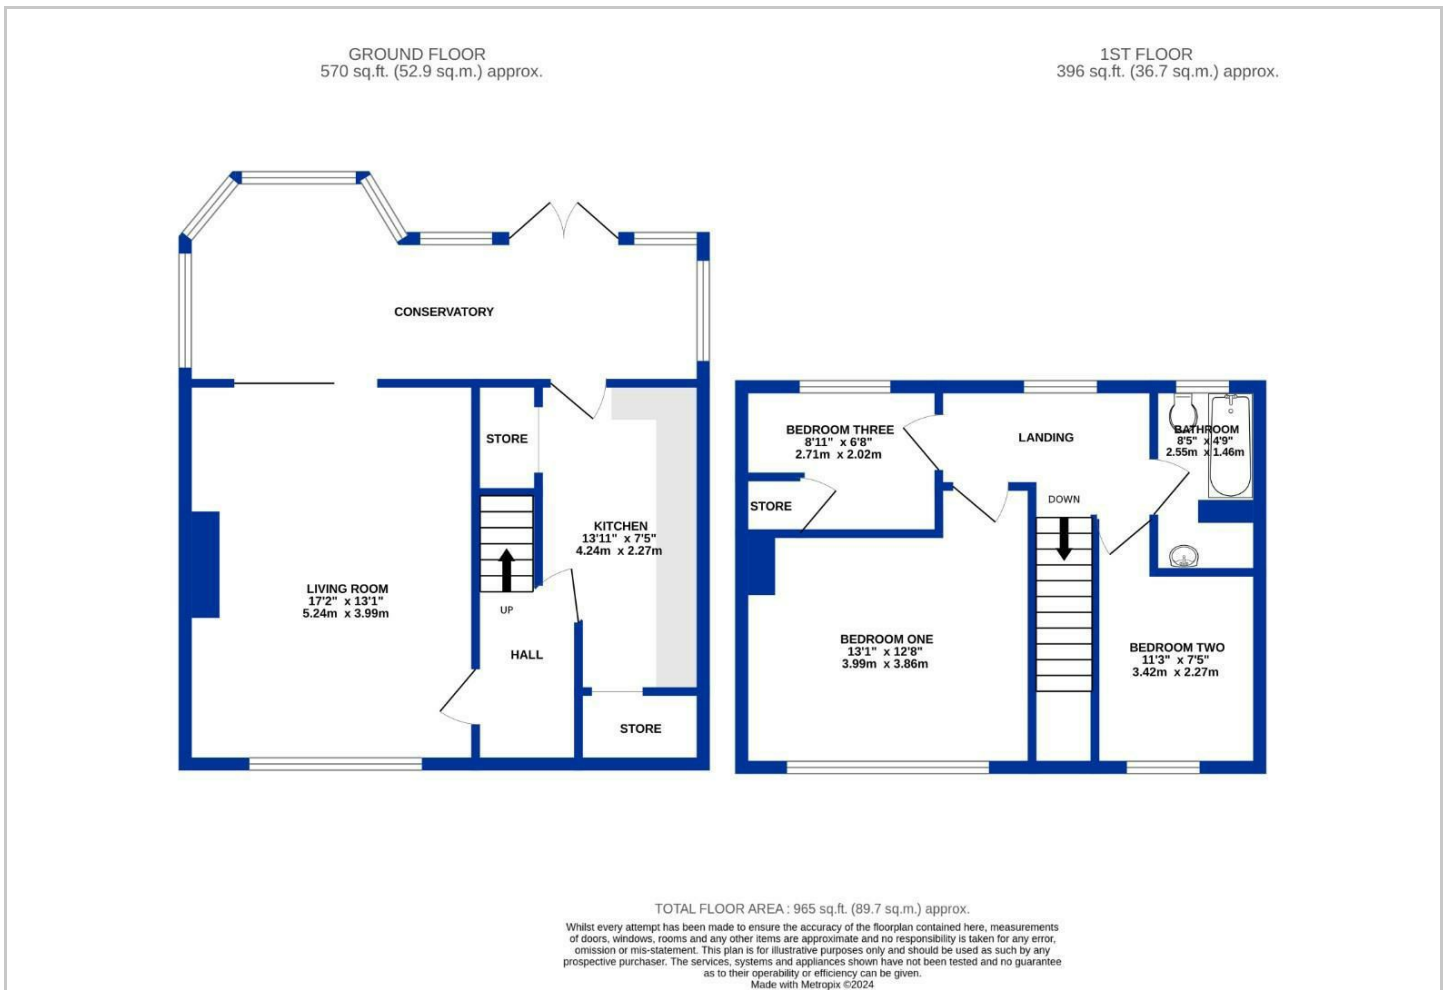 GROUND FLOOR
570 sq.ft. (52.9 sq.m.) approx.
1ST FLOOR
396 sq.ft. (36.7 sq.m.) approx.
CONSERVATORY
STORE
KITCHEN
13'11" x 7'5"
4.24m x 2.27m
LIVING ROOM
17'2" x 13'1"
5.24m x 3.99m
UP
HALL
STORE
BEDROOM THREE
8'11" x 6'8"
2.71m x 2.02m
LANDING
BATHROOM
8'5" x 4'9"
2.55m x 1.46m
STORE
DOWN
BEDROOM ONE
13'1" x 12'8"
3.99m x 3.86m
BEDROOM TWO
11'3" x 7'5"
3.42m x 2.27m
TOTAL FLOOR AREA : 965 sq.ft. (89.7 sq.m.) approx.
Whilst every attempt has been made to ensure the accuracy of the floorplan contained here, measurements
of doors, windows, rooms and any other items are approximate and no responsibility is taken for any error,
omission or mis-statement. This plan is for illustrative purposes only and should be used as such by any
prospective purchaser. The services, systems and appliances shown have not been tested and no guarantee
as to their operability or efficiency can be given.
Made with Metropix ©2024